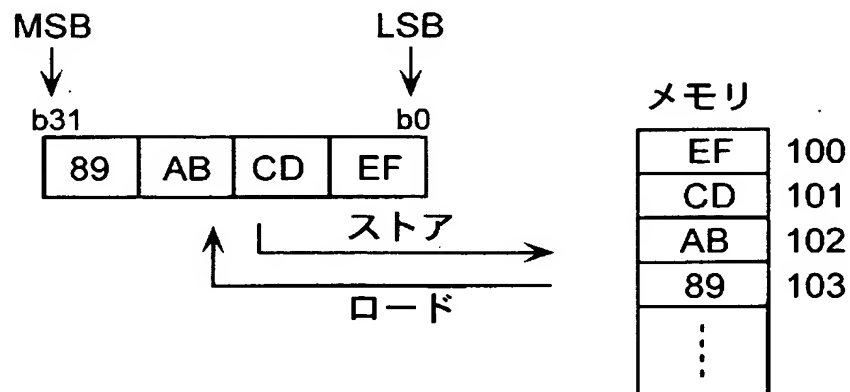 MSB LSB
b31 b0
89 AB CD EF
ストア
ロード
メモリ
EF 100
CD 101
AB 102
89 103